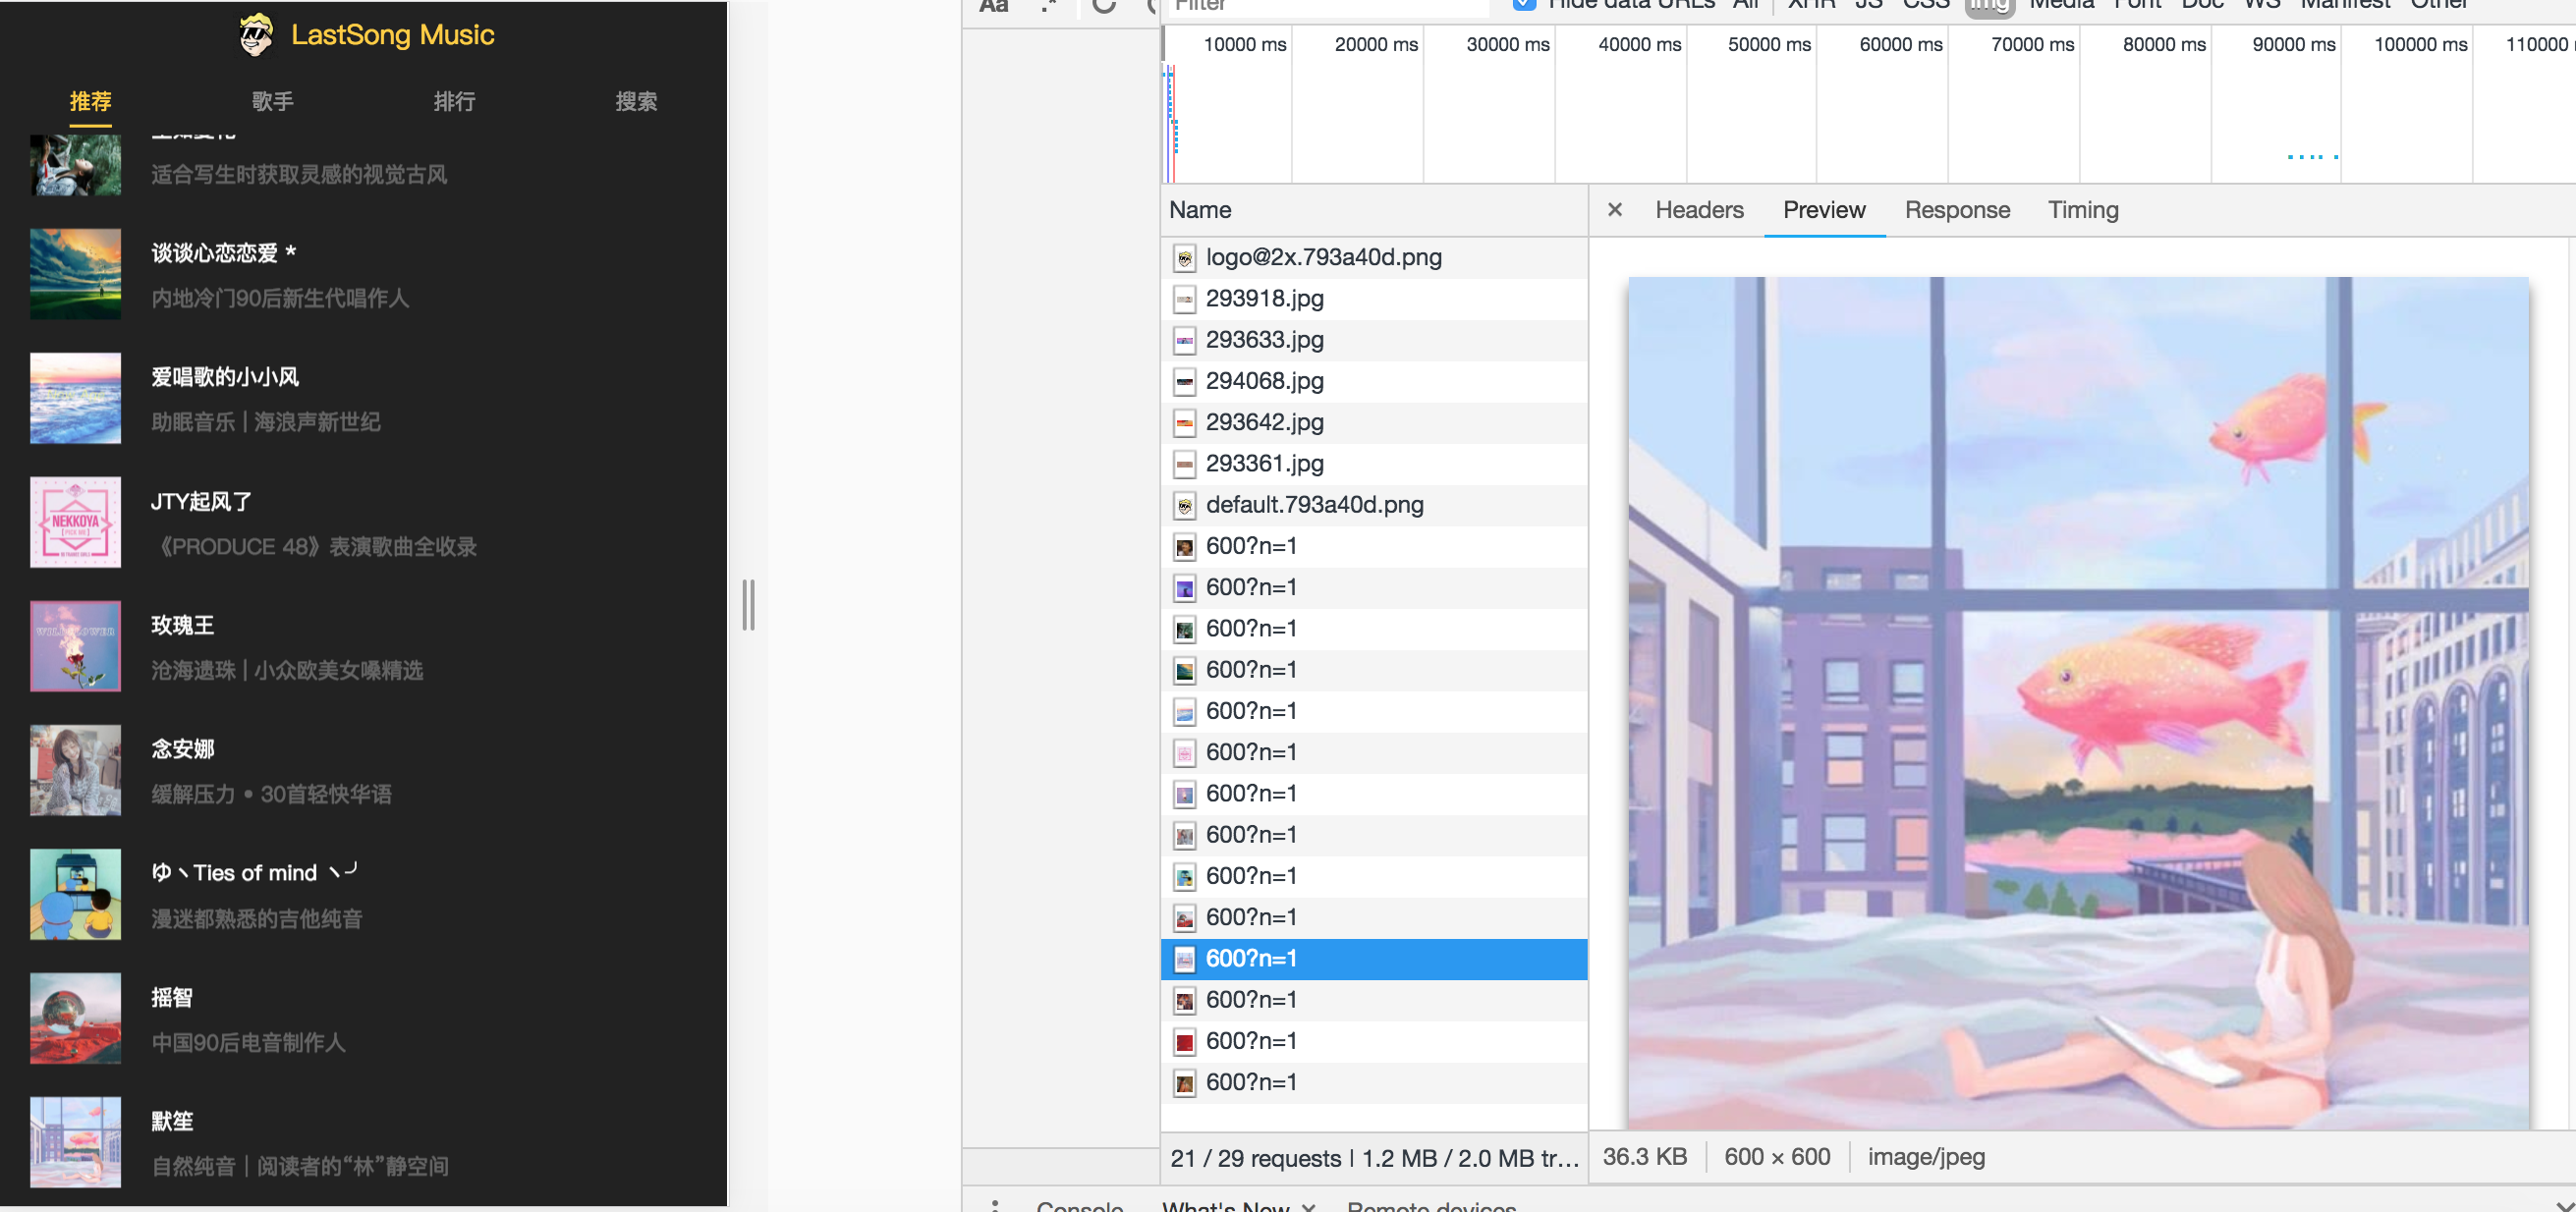 LastSong Music
推荐 歌手 排行 搜索
适合写生时获取灵感的视觉古风
谈谈心恋恋爱 *
内地冷门90后新生代唱作人
爱唱歌的小小风
助眠音乐 | 海浪声新世纪
NEKKOYA
JTY起风了
《PRODUCE 48》表演歌曲全收录
玫瑰王
沧海遗珠 | 小众欧美女嗓精选
念安娜
缓解压力 • 30首轻快华语
ゆヽTies of mind ヽ╯
漫迷都熟悉的吉他纯音
摇智
中国90后电音制作人
默笙
自然纯音 | 阅读者的“林”静空间
Aa .*
Filter Hide data URLs All XHR JS CSS Img Media Font Doc WS Manifest Other
10000 ms 20000 ms 30000 ms 40000 ms 50000 ms 60000 ms 70000 ms 80000 ms 90000 ms 100000 ms 110000
Name
× Headers Preview Response Timing
logo@2x.793a40d.png
293918.jpg
293633.jpg
294068.jpg
293642.jpg
293361.jpg
default.793a40d.png
600?n=1
600?n=1
600?n=1
600?n=1
600?n=1
600?n=1
600?n=1
600?n=1
600?n=1
600?n=1
600?n=1
600?n=1
600?n=1
600?n=1
21 / 29 requests | 1.2 MB / 2.0 MB tr...
36.3 KB 600 × 600 image/jpeg
Console What's New × Remote devices